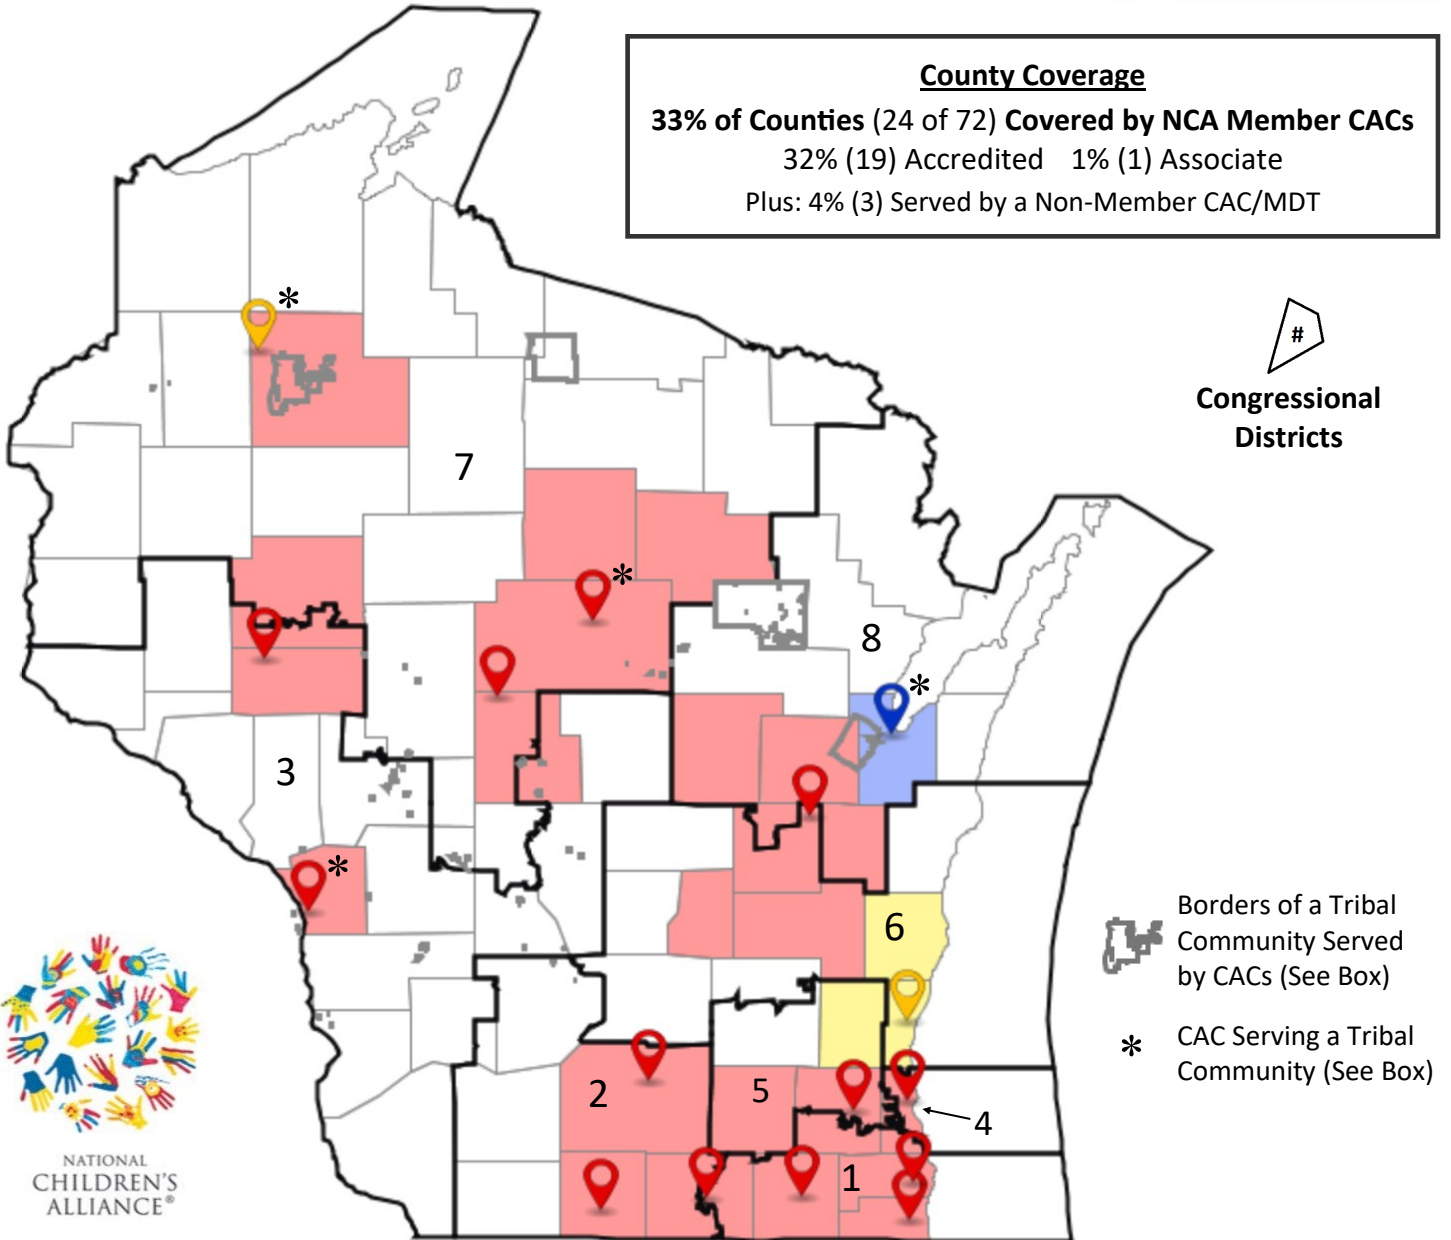 County Coverage
33% of Counties (24 of 72) Covered by NCA Member CACs
32% (19) Accredited 1% (1) Associate
Plus: 4% (3) Served by a Non-Member CAC/MDT
*
#
Congressional
Districts
7
*
8
*
3
*
6
Borders of a Tribal
Community Served
by CACs (See Box)
*
CAC Serving a Tribal
Community (See Box)
2
5
4
1
NATIONAL
CHILDREN'S
ALLIANCE®